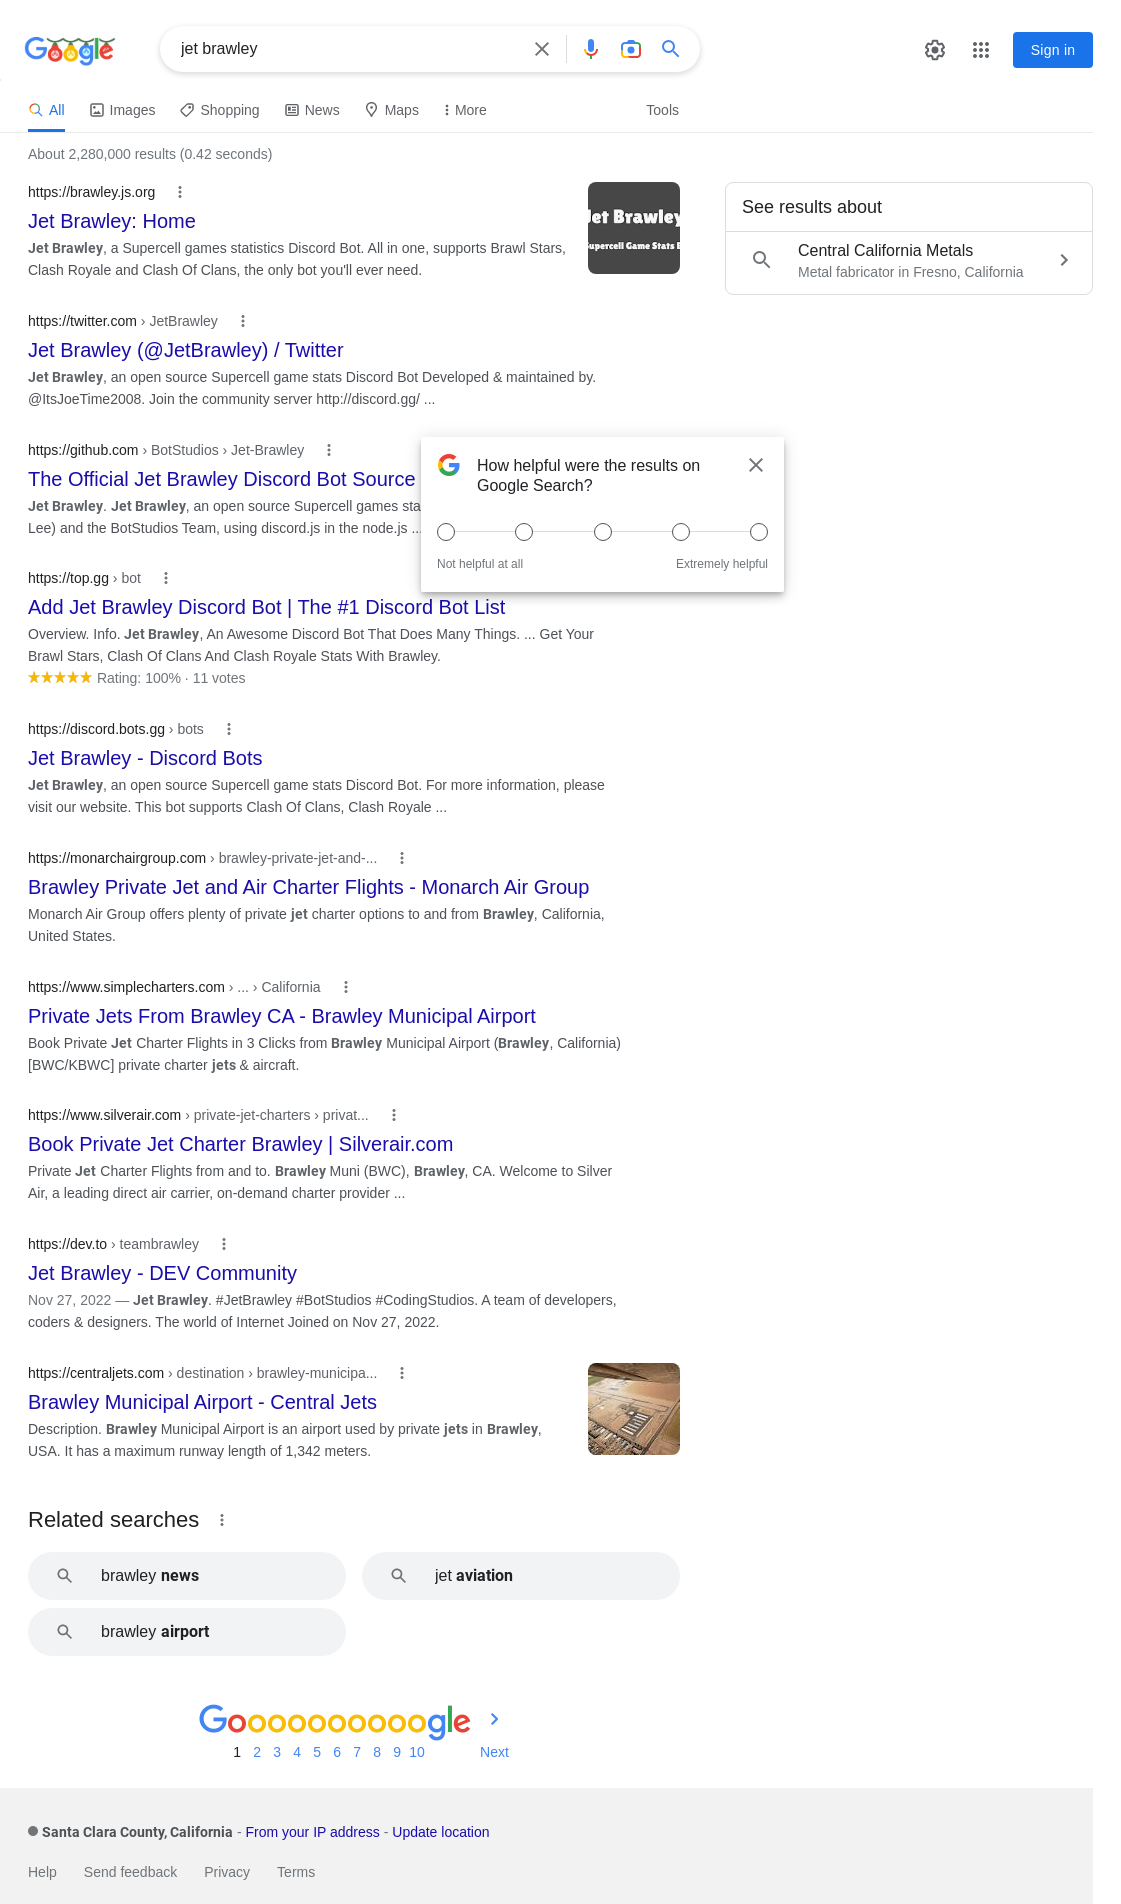 Google
jet brawley
Sign in
All
Images
Shopping
News
Maps
More
Tools
About 2,280,000 results (0.42 seconds)
https://brawley.js.org
Jet Brawley: Home
Jet Brawley, a Supercell games statistics Discord Bot. All in one, supports Brawl Stars,
Clash Royale and Clash Of Clans, the only bot you'll ever need.
Jet Brawley
Supercell Game Stats B
See results about
Central California Metals
Metal fabricator in Fresno, California
https://twitter.com › JetBrawley
Jet Brawley (@JetBrawley) / Twitter
Jet Brawley, an open source Supercell game stats Discord Bot Developed & maintained by.
@ItsJoeTime2008. Join the community server http://discord.gg/ ...
https://github.com › BotStudios › Jet-Brawley
The Official Jet Brawley Discord Bot Source
Jet Brawley. Jet Brawley, an open source Supercell games sta
Lee) and the BotStudios Team, using discord.js in the node.js ...
How helpful were the results on
Google Search?
Not helpful at all
Extremely helpful
https://top.gg › bot
Add Jet Brawley Discord Bot | The #1 Discord Bot List
Overview. Info. Jet Brawley, An Awesome Discord Bot That Does Many Things. ... Get Your
Brawl Stars, Clash Of Clans And Clash Royale Stats With Brawley.
Rating: 100% · 11 votes
https://discord.bots.gg › bots
Jet Brawley - Discord Bots
Jet Brawley, an open source Supercell game stats Discord Bot. For more information, please
visit our website. This bot supports Clash Of Clans, Clash Royale ...
https://monarchairgroup.com › brawley-private-jet-and-...
Brawley Private Jet and Air Charter Flights - Monarch Air Group
Monarch Air Group offers plenty of private jet charter options to and from Brawley, California,
United States.
https://www.simplecharters.com › ... › California
Private Jets From Brawley CA - Brawley Municipal Airport
Book Private Jet Charter Flights in 3 Clicks from Brawley Municipal Airport (Brawley, California)
[BWC/KBWC] private charter jets & aircraft.
https://www.silverair.com › private-jet-charters › privat...
Book Private Jet Charter Brawley | Silverair.com
Private Jet Charter Flights from and to. Brawley Muni (BWC), Brawley, CA. Welcome to Silver
Air, a leading direct air carrier, on-demand charter provider ...
https://dev.to › teambrawley
Jet Brawley - DEV Community
Nov 27, 2022 — Jet Brawley. #JetBrawley #BotStudios #CodingStudios. A team of developers,
coders & designers. The world of Internet Joined on Nov 27, 2022.
https://centraljets.com › destination › brawley-municipa...
Brawley Municipal Airport - Central Jets
Description. Brawley Municipal Airport is an airport used by private jets in Brawley,
USA. It has a maximum runway length of 1,342 meters.
Related searches
brawley news
jet aviation
brawley airport
Goooooooooogle
1 2 3 4 5 6 7 8 9 10 Next
Santa Clara County, California - From your IP address - Update location
Help Send feedback Privacy Terms